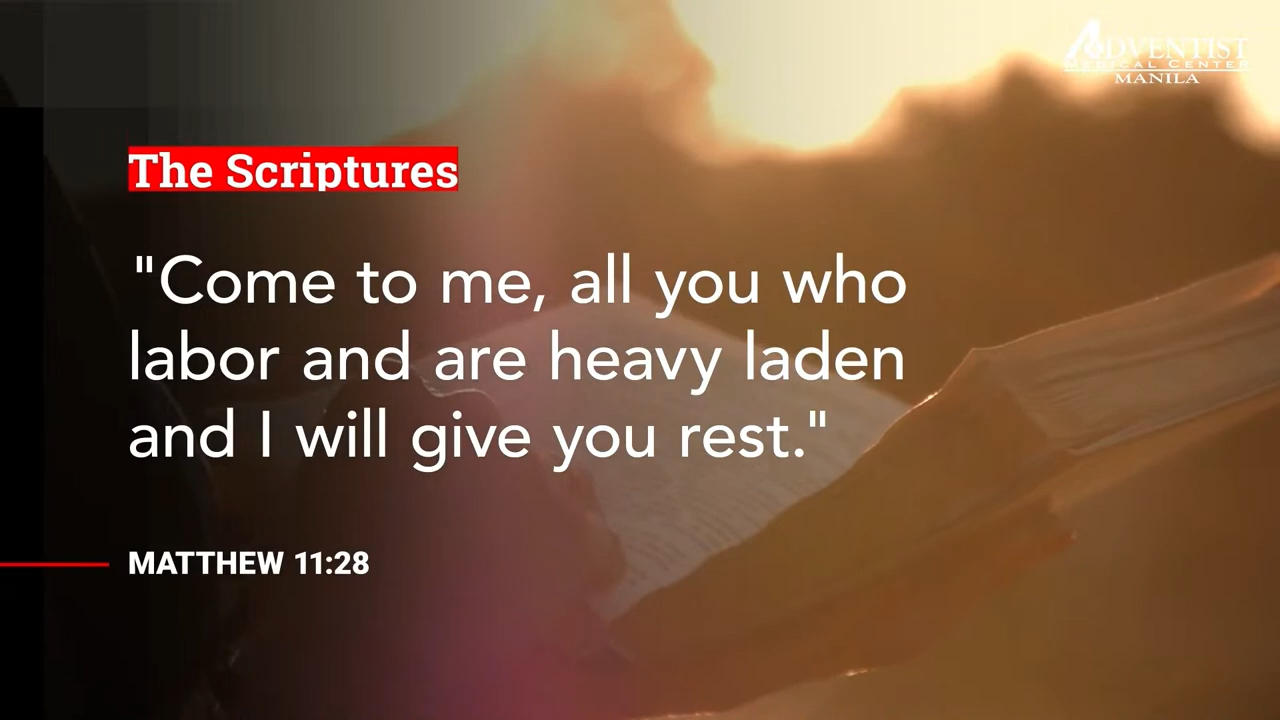 ADVENTIST
MEDICAL CENTER
MANILA
The Scriptures
"Come to me, all you who
labor and are heavy laden
and I will give you rest."
MATTHEW 11:28